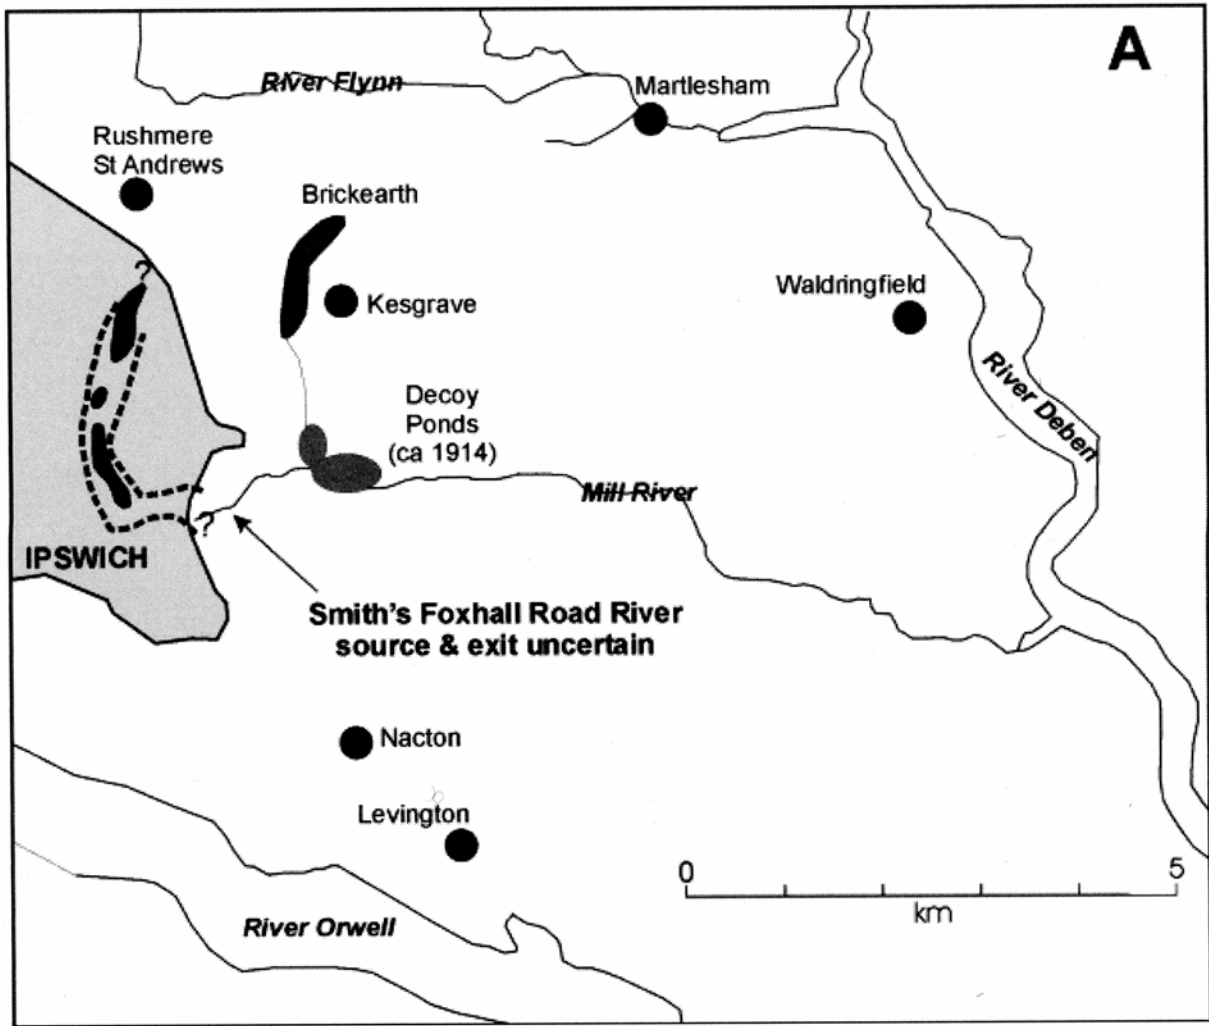 A
River Flynn
Martlesham
Rushmere
St Andrews
Brickearth
?
Kesgrave
Waldringfield
River Deben
Decoy
Ponds
(ca 1914)
Mill River
?
IPSWICH
Smith's Foxhall Road River
source & exit uncertain
Nacton
Levington
0
5
km
River Orwell